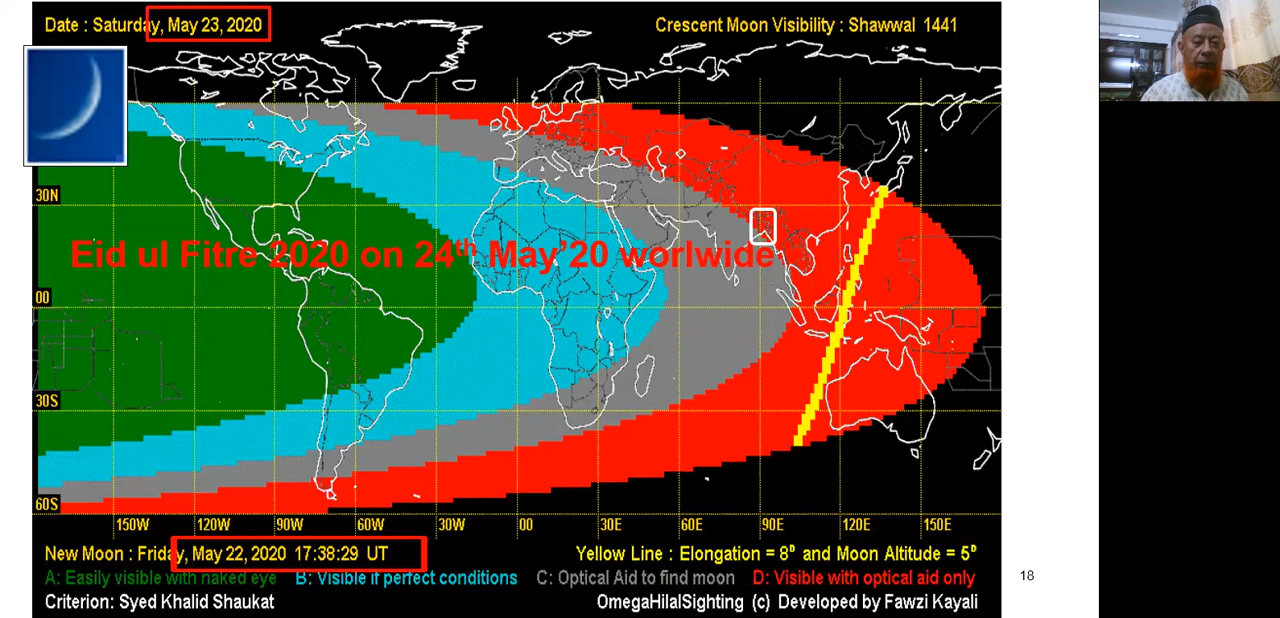 Date : Saturday, May 23, 2020
Crescent Moon Visibility : Shawwal 1441
30N
Eid ul Fitre 2020 on 24th May'20 worlwide
00
30S
60S
150W 120W 90W 60W 30W 00 30E 60E 90E 120E 150E
New Moon : Friday, May 22, 2020 17:38:29 UT
Yellow Line : Elongation = 8º and Moon Altitude = 5º
A: Easily visible with naked eye B: Visible if perfect conditions C: Optical Aid to find moon D: Visible with optical aid only
18
Criterion: Syed Khalid Shaukat
OmegaHilalSighting (c) Developed by Fawzi Kayali